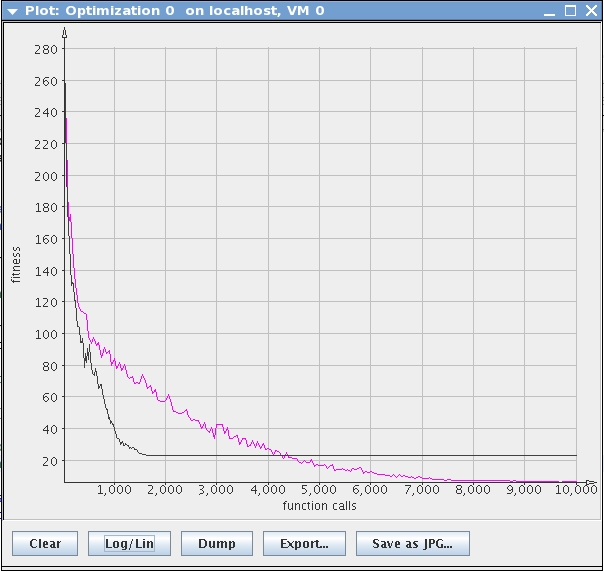 Plot: Optimization 0 on localhost, VM 0
280
260
240
220
200
180
160
140
120
100
80
60
40
20
fitness
1,000 2,000 3,000 4,000 5,000 6,000 7,000 8,000 9,000 10,000
function calls
Clear Log/Lin Dump Export... Save as JPG...